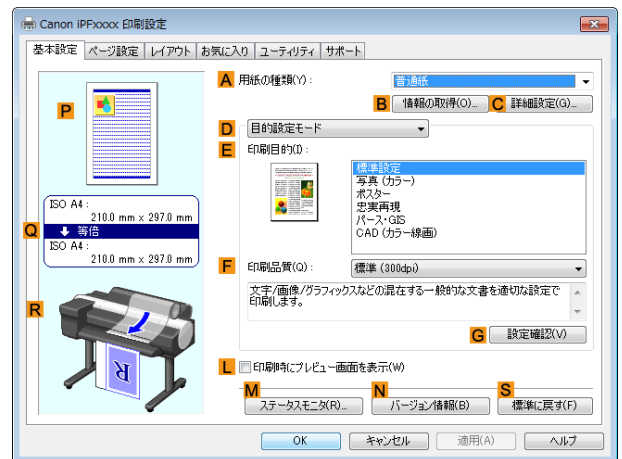 Canon iPFxxxx 印刷設定
基本設定 ページ設定 レイアウト お気に入り ユーティリティ サポート
A 用紙の種類(Y) : 普通紙
P
B 情報の取得(O)... C 詳細設定(G)...
D 目的設定モード
E 印刷目的(I) :
標準設定
写真 (カラー)
ポスター
忠実再現
パース・GIS
CAD (カラー線画)
ISO A4 :
210.0 mm × 297.0 mm
Q 等倍
ISO A4 :
210.0 mm × 297.0 mm
F 印刷品質(Q) : 標準 (300dpi)
文字/画像/グラフィックスなどの混在する一般的な文書を適切な設定で
印刷します。
R
G 設定確認(V)
L 印刷時にプレビュー画面を表示(W)
M N S
ステータスモニタ(R)... バージョン情報(B) 標準に戻す(F)
OK キャンセル 適用(A) ヘルプ